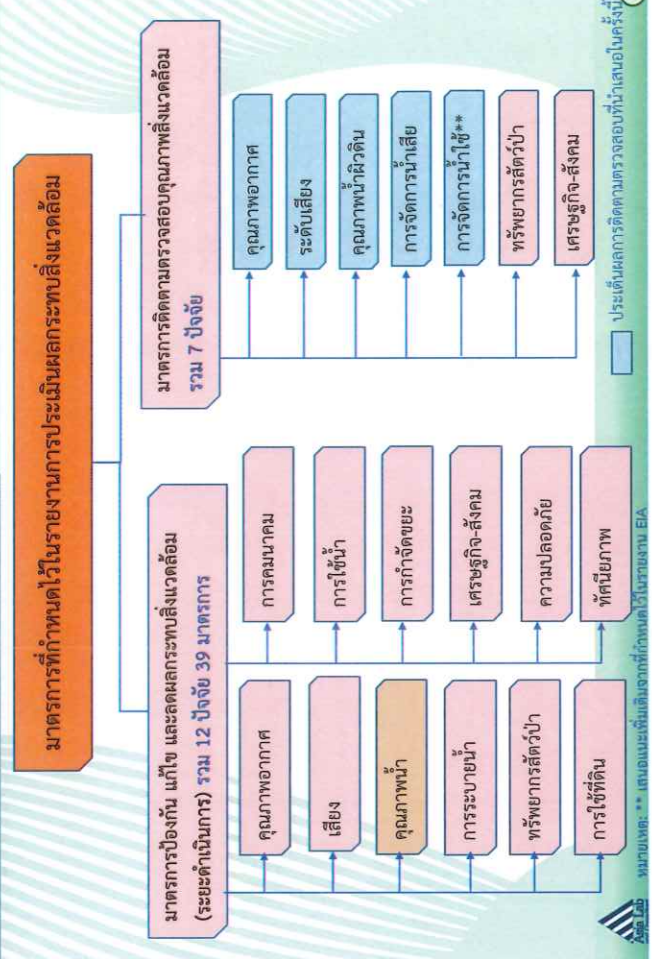 มาตรการที่กำหนดไว้ในรายงานการประเมินผลกระทบสิ่งแวดล้อม
มาตรการป้องกัน แก้ไข และลดผลกระทบสิ่งแวดล้อม
(ระยะดำเนินการ) รวม 12 ปัจจัย 39 มาตรการ
คุณภาพอากาศ
เสียง
คุณภาพน้ำ
การระบายน้ำ
ทรัพยากรสัตว์ป่า
การใช้ที่ดิน
การคมนาคม
การใช้น้ำ
การกำจัดขยะ
เศรษฐกิจ-สังคม
ความปลอดภัย
ทัศนียภาพ
มาตรการติดตามตรวจสอบคุณภาพสิ่งแวดล้อม
รวม 7 ปัจจัย
คุณภาพอากาศ
ระดับเสียง
คุณภาพน้ำผิวดิน
การจัดการน้ำเสีย
การจัดการน้ำใช้**
ทรัพยากรสัตว์ป่า
เศรษฐกิจ-สังคม
ประเด็นผลการติดตามตรวจสอบที่นำเสนอในครั้งนี้
หมายเหตุ: ** เสนอแนะเพิ่มเติมจากที่กำหนดไว้ในรายงาน EIA
Asia Lab